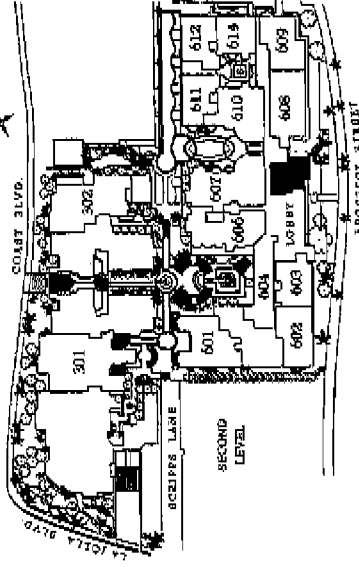 COAST BLVD.
302
301
LA JOLLA BLVD.
SCRIPPS LANE
SECOND
LEVEL
612
614
609
611
610
608
607
606
LOBBY
604
603
601
602
PROSPECT STREET